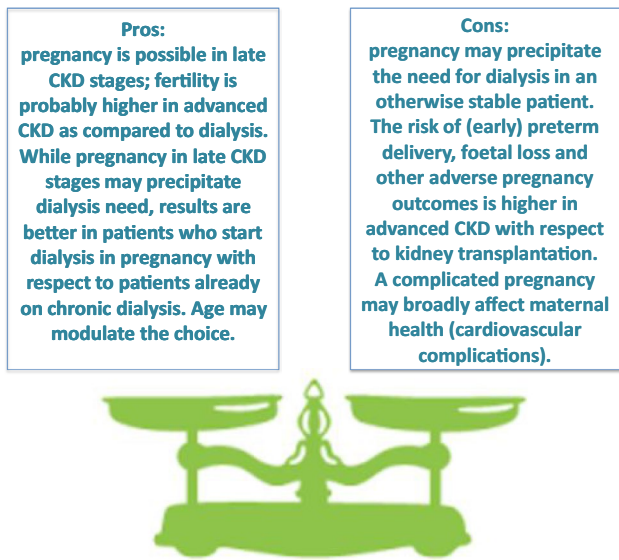 Pros:
pregnancy is possible in late
CKD stages; fertility is
probably higher in advanced
CKD as compared to dialysis.
While pregnancy in late CKD
stages may precipitate
dialysis need, results are
better in patients who start
dialysis in pregnancy with
respect to patients already
on chronic dialysis. Age may
modulate the choice.
Cons:
pregnancy may precipitate
the need for dialysis in an
otherwise stable patient.
The risk of (early) preterm
delivery, foetal loss and
other adverse pregnancy
outcomes is higher in
advanced CKD with respect
to kidney transplantation.
A complicated pregnancy
may broadly affect maternal
health (cardiovascular
complications).